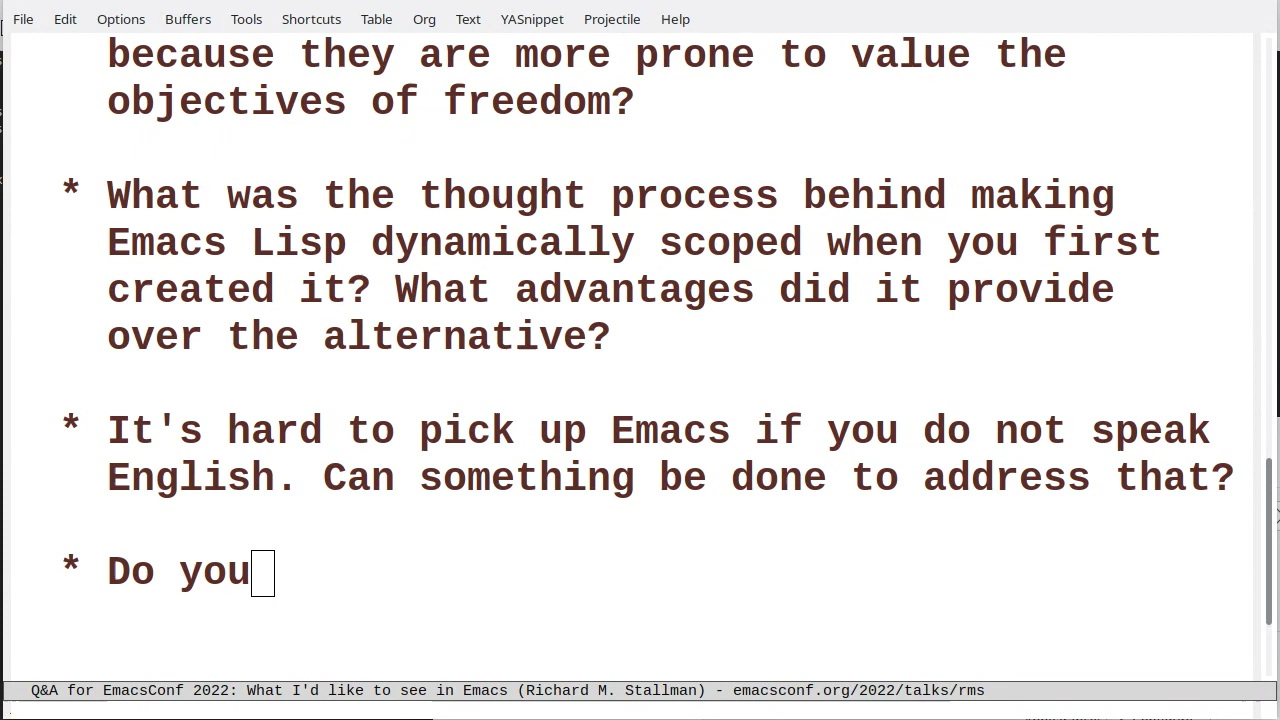 File Edit Options Buffers Tools Shortcuts Table Org Text YASnippet Projectile Help
because they are more prone to value the
objectives of freedom?
* What was the thought process behind making
Emacs Lisp dynamically scoped when you first
created it? What advantages did it provide
over the alternative?
* It's hard to pick up Emacs if you do not speak
English. Can something be done to address that?
* Do you
Q&A for EmacsConf 2022: What I'd like to see in Emacs (Richard M. Stallman) - emacsconf.org/2022/talks/rms